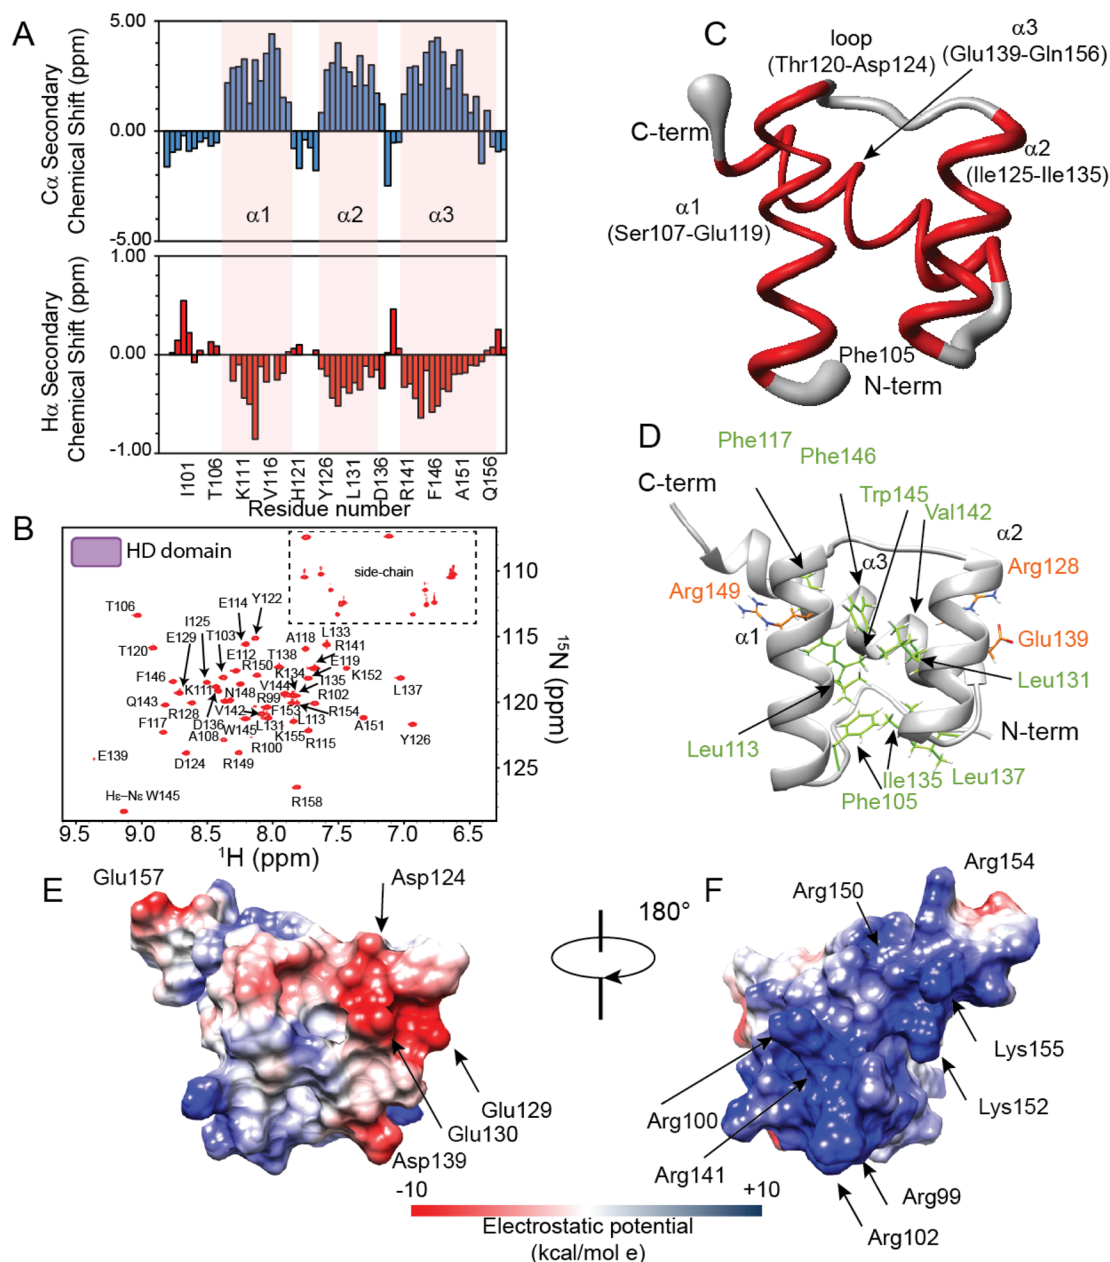 A
5.00
0.00
-5.00
Cα Secondary
Chemical Shift (ppm)
α1
α2
α3
1.00
0.00
-1.00
Hα Secondary
Chemical Shift (ppm)
I101
T106
K111
V116
H121
Y126
L131
D136
R141
F146
A151
Q156
Residue number
B
HD domain
side-chain
T106
E114
Y122
I125
E129
T103
E112
A118
L133
R141
T120
R150
T138
E119
F146
K111
N148
V144
K134
I135
K152
L137
Q143
R128
V142
R99
F153
R102
R154
F117
D136
W145
L131
L113
A151
A108
K155
R115
Y126
E139
D124
R149
R100
Hε–Nε W145
R158
110
115
120
125
¹⁵N (ppm)
9.5
9.0
8.5
8.0
7.5
7.0
6.5
¹H (ppm)
C
loop
(Thr120-Asp124)
α3
(Glu139-Gln156)
C-term
α2
(Ile125-Ile135)
α1
(Ser107-Glu119)
Phe105
N-term
D
Phe117
Phe146
C-term
Trp145
Val142
α2
α3
Arg149
Arg128
α1
Glu139
Leu131
Leu113
N-term
Ile135
Leu137
Phe105
E
Glu157
Asp124
Glu129
Glu130
Asp139
180°
F
Arg154
Arg150
Lys155
Lys152
Arg100
Arg141
Arg99
Arg102
-10
+10
Electrostatic potential
(kcal/mol e)